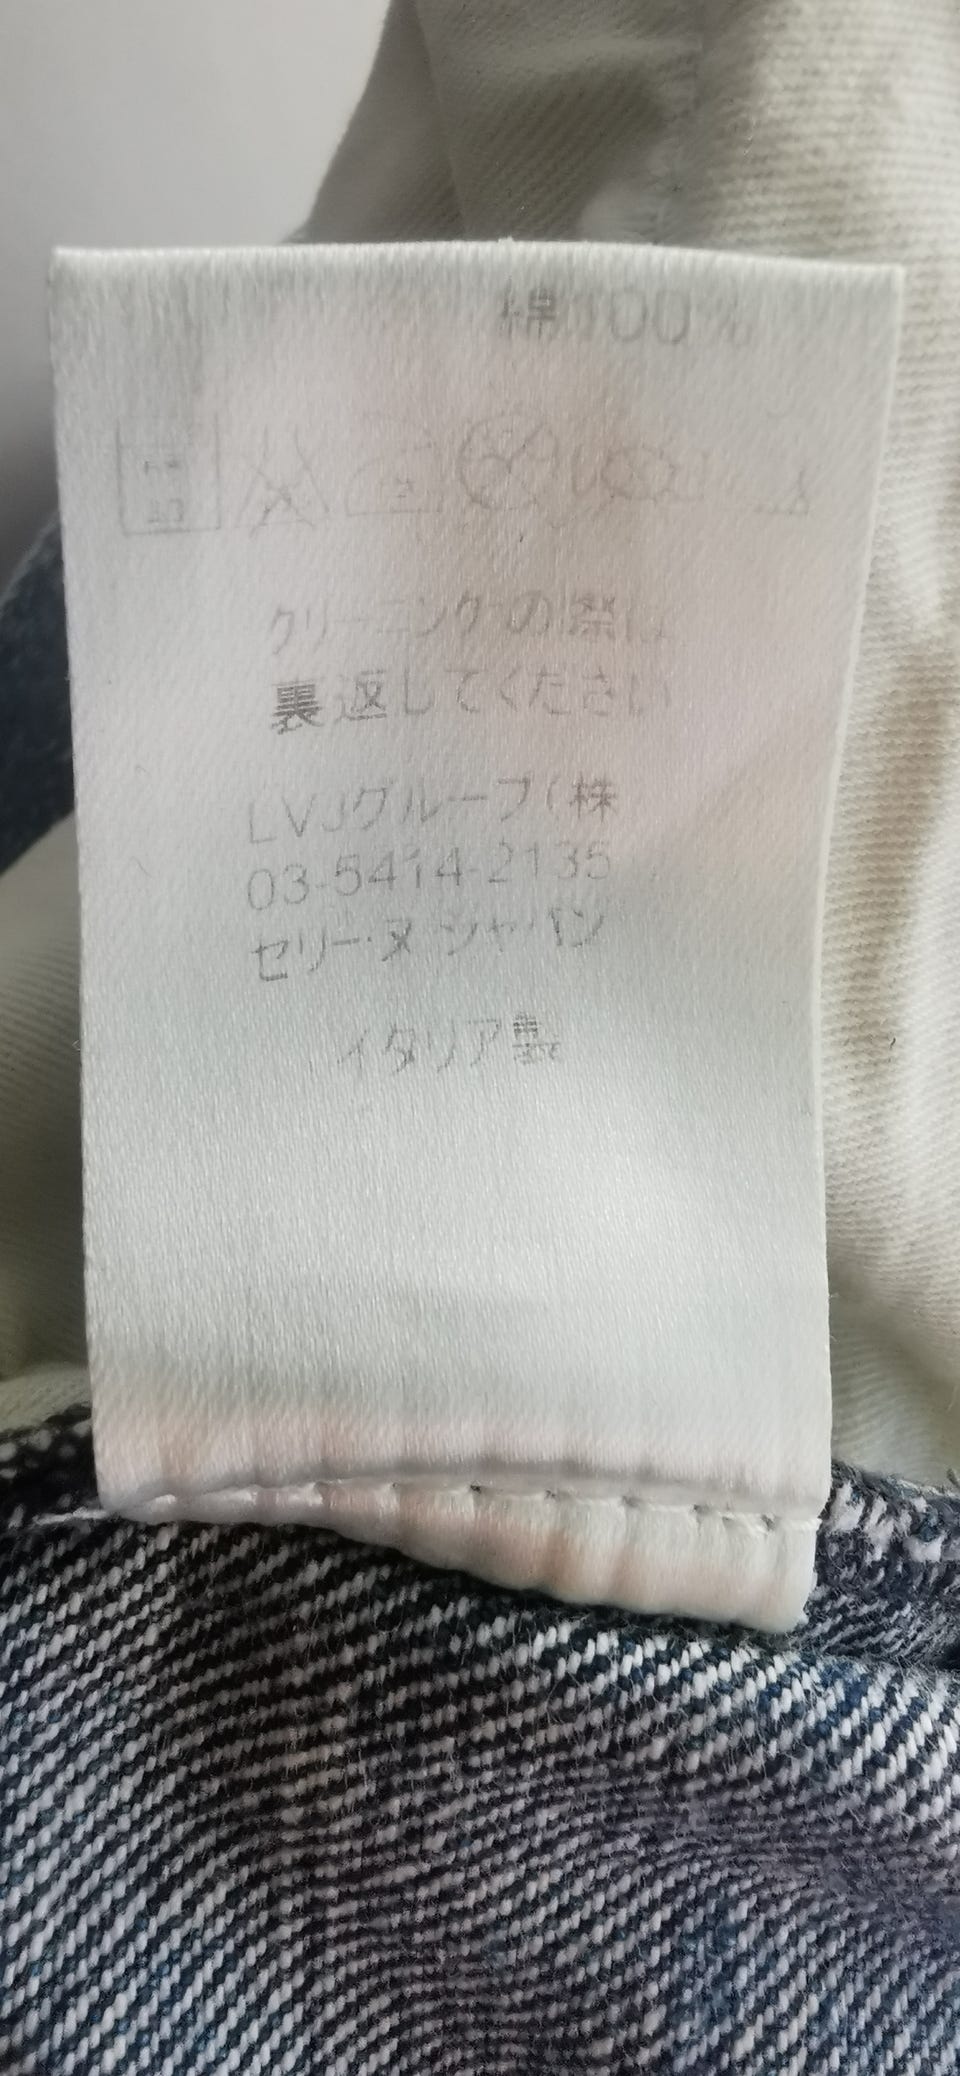 綿100%
クリーニングの際は
裏返してください
LVJグループ(株
03-5414-2135
セリーヌ ジャパン
イタリア製